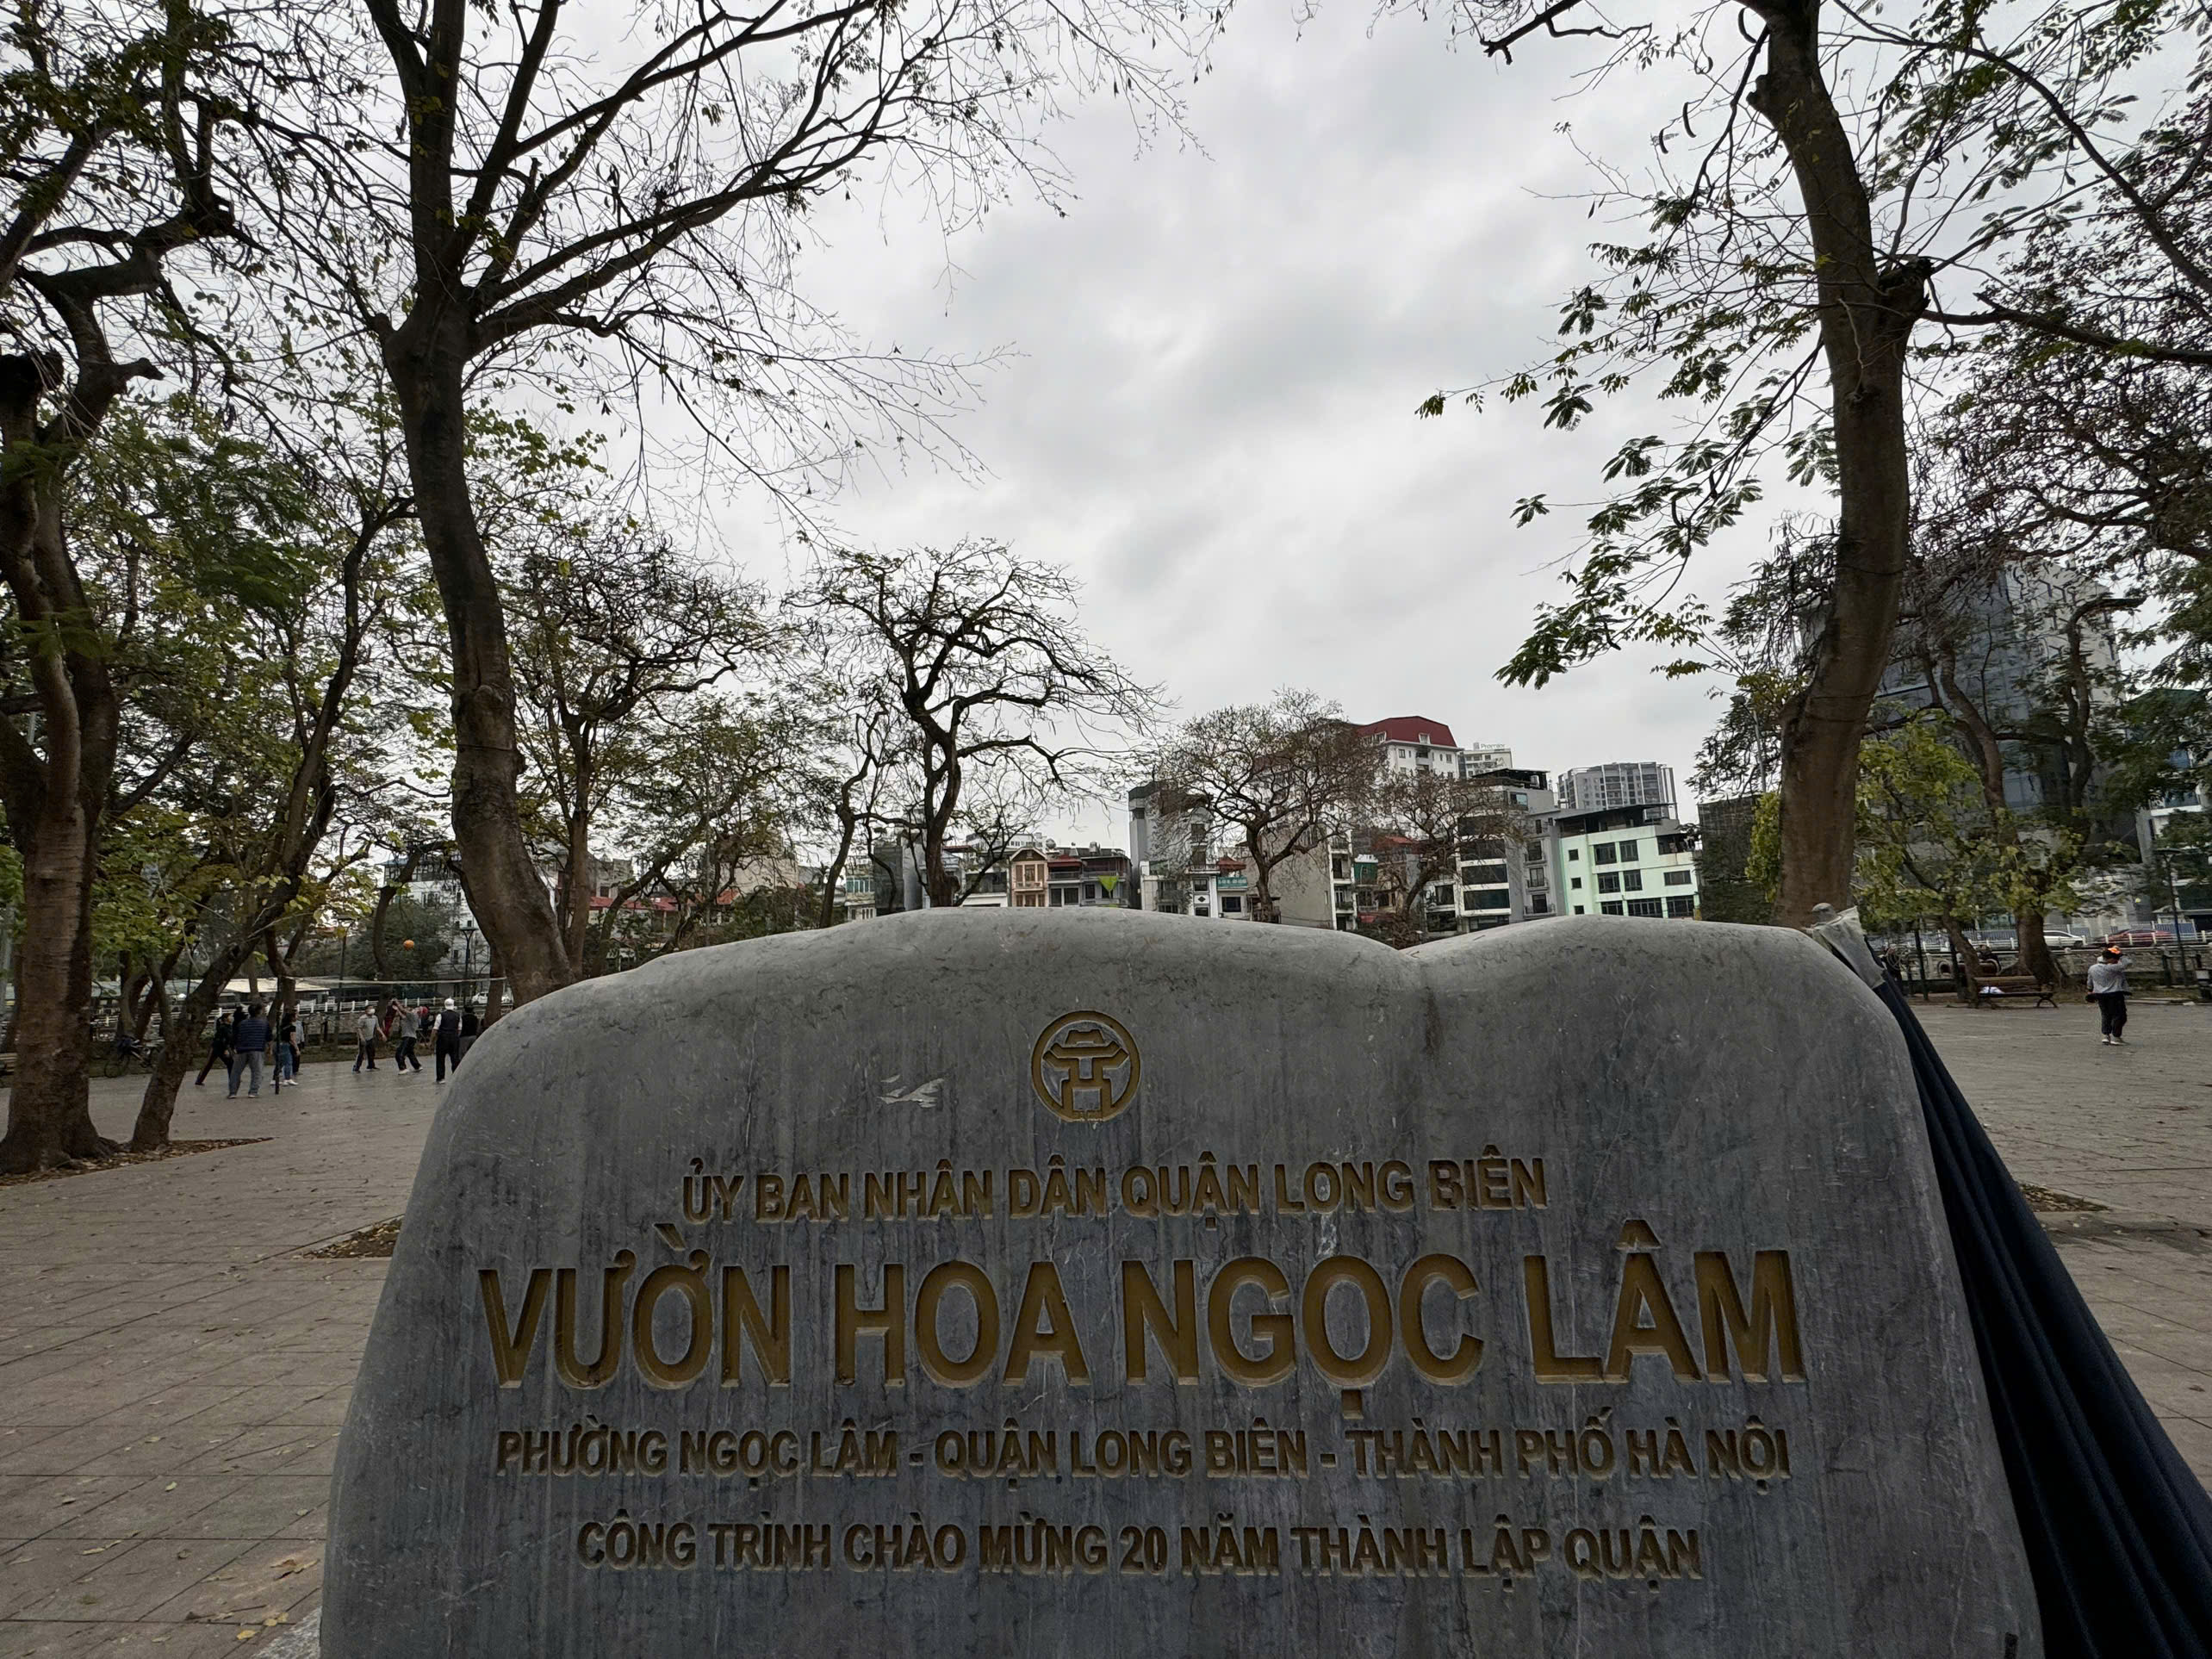 ỦY BAN NHÂN DÂN QUẬN LONG BIÊN
VƯỜN HOA NGỌC LÂM
PHƯỜNG NGỌC LÂM - QUẬN LONG BIÊN - THÀNH PHỐ HÀ NỘI
CÔNG TRÌNH CHÀO MỪNG 20 NĂM THÀNH LẬP QUẬN